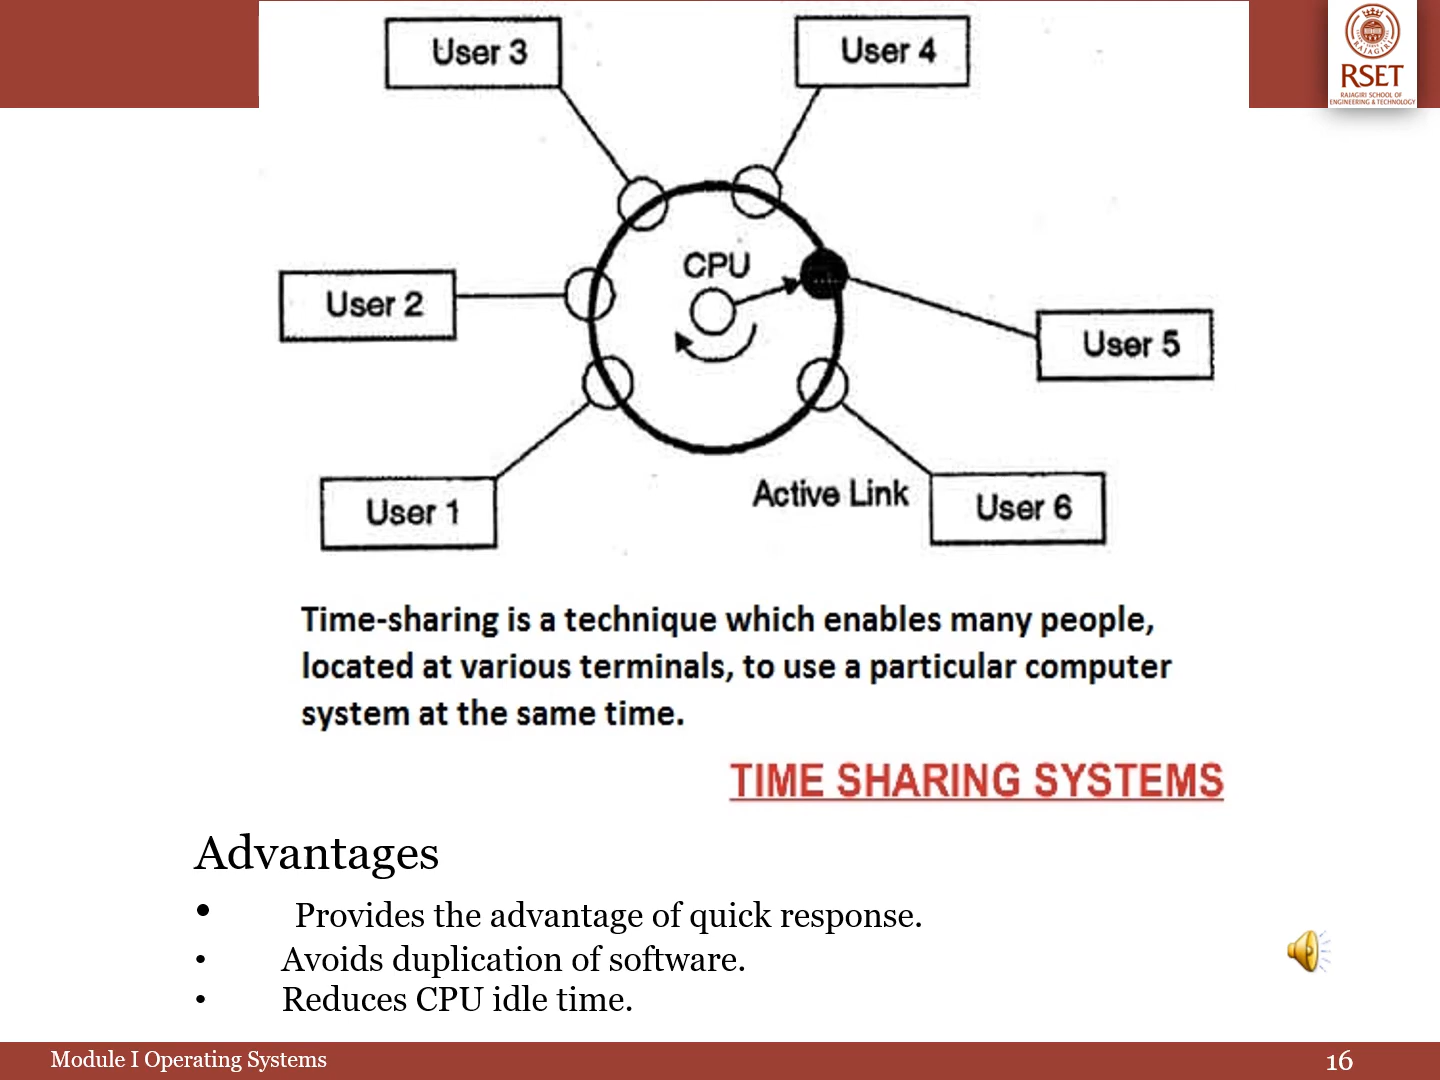 User 3
User 4
RAJAGIRI
RSET
RAJAGIRI SCHOOL OF
ENGINEERING & TECHNOLOGY
CPU
User 2
User 5
User 1
Active Link
User 6
Time-sharing is a technique which enables many people,
located at various terminals, to use a particular computer
system at the same time.
TIME SHARING SYSTEMS
Advantages
• Provides the advantage of quick response.
• Avoids duplication of software.
• Reduces CPU idle time.
Module I Operating Systems
16